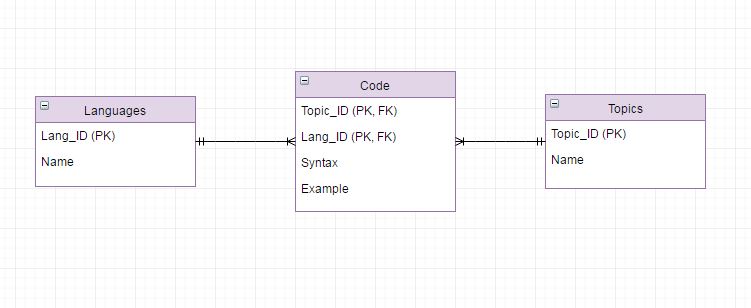 Languages
Lang_ID (PK)
Name
Code
Topic_ID (PK, FK)
Lang_ID (PK, FK)
Syntax
Example
Topics
Topic_ID (PK)
Name